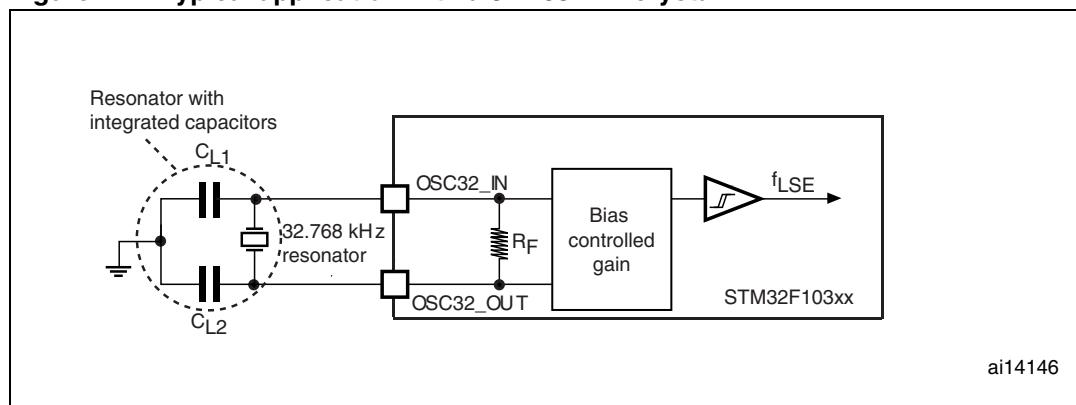 Resonator with
integrated capacitors
CL1
OSC32_IN
fLSE
32.768 kHz
resonator
RF
Bias
controlled
gain
STM32F103xx
OSC32_OUT
CL2
ai14146